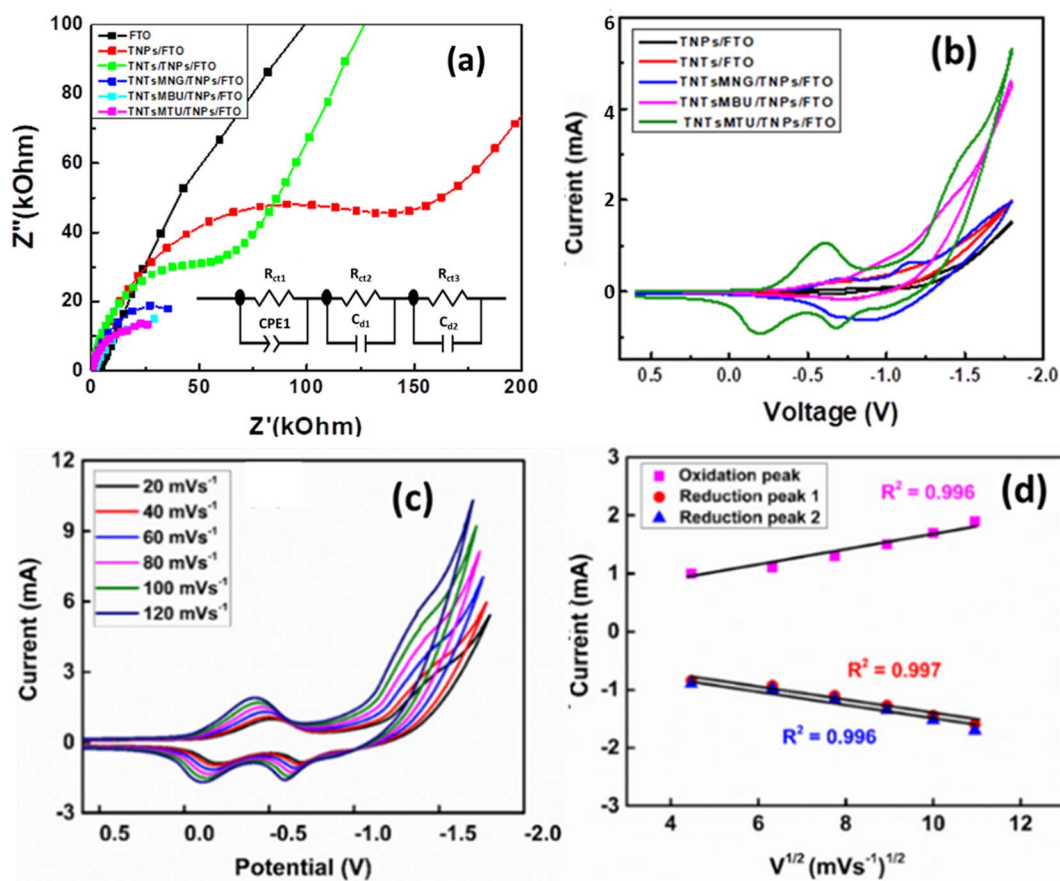 (a)
FTO
TNPs/FTO
TNTs/TNPs/FTO
TNTsMNG/TNPs/FTO
TNTsMBU/TNPs/FTO
TNTsMTU/TNPs/FTO
100
80
60
40
20
0
Z''(kOhm)
Rct1
Rct2
Rct3
CPE1
Cd1
Cd2
0
50
100
150
200
Z'(kOhm)
(b)
TNPs/FTO
TNTs/FTO
TNTsMNG/TNPs/FTO
TNTsMBU/TNPs/FTO
TNTsMTU/TNPs/FTO
6
4
2
0
-2
Current (mA)
0.5
0.0
-0.5
-1.0
-1.5
-2.0
Voltage (V)
(c)
20 mVs-1
40 mVs-1
60 mVs-1
80 mVs-1
100 mVs-1
120 mVs-1
12
9
6
3
0
-3
Current (mA)
0.5
0.0
-0.5
-1.0
-1.5
-2.0
Potential (V)
(d)
Oxidation peak
Reduction peak 1
Reduction peak 2
R2 = 0.996
R2 = 0.997
R2 = 0.996
3
2
1
0
-1
-2
-3
Current (mA)
4
6
8
10
12
V1/2 (mVs-1)1/2